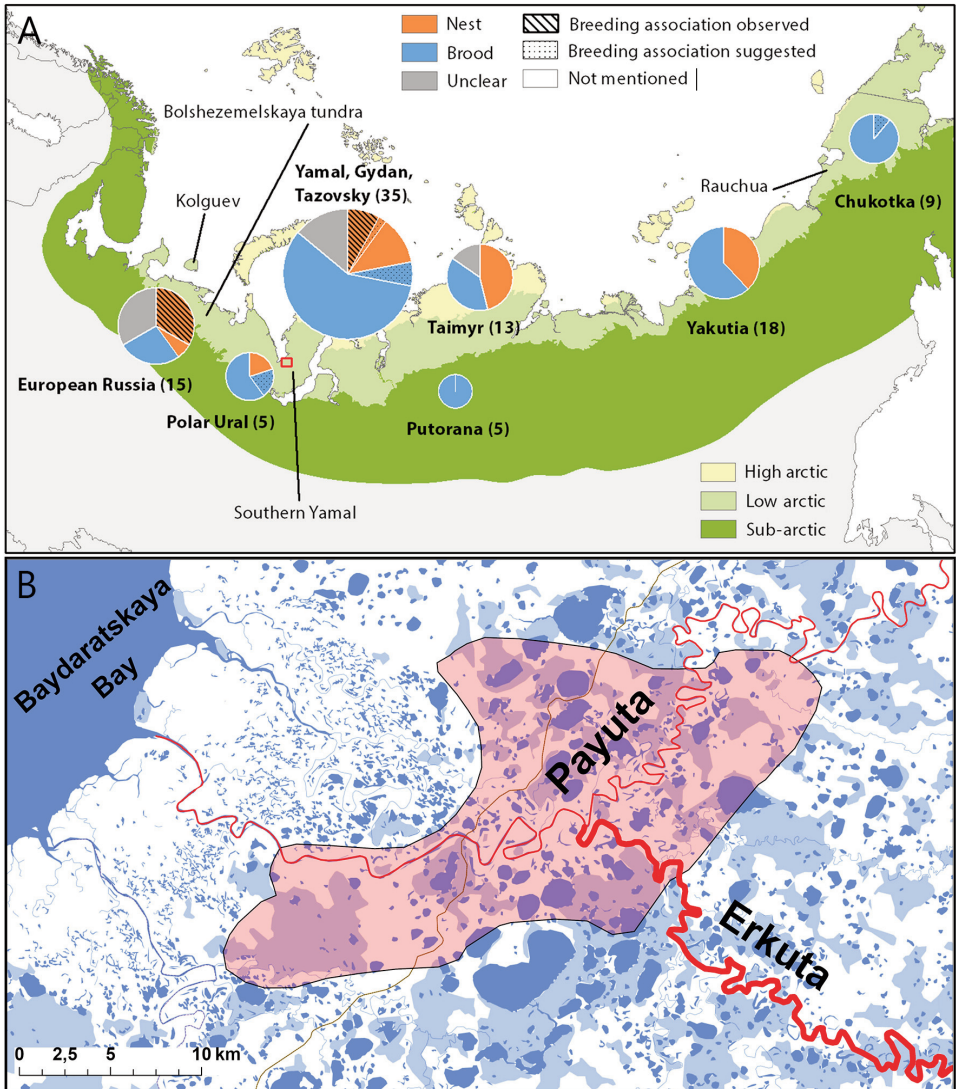 A
Nest
Brood
Unclear
Breeding association observed
Breeding association suggested
Not mentioned
Bolshezemelskaya tundra
Yamal, Gydan,
Tazovsky (35)
Kolguev
Rauchua
Chukotka (9)
Taimyr (13)
Yakutia (18)
European Russia (15)
Polar Ural (5)
Putorana (5)
Southern Yamal
High arctic
Low arctic
Sub-arctic
B
Baydaratskaya
Bay
Payuta
Erkuta
0 2,5 5 10 km